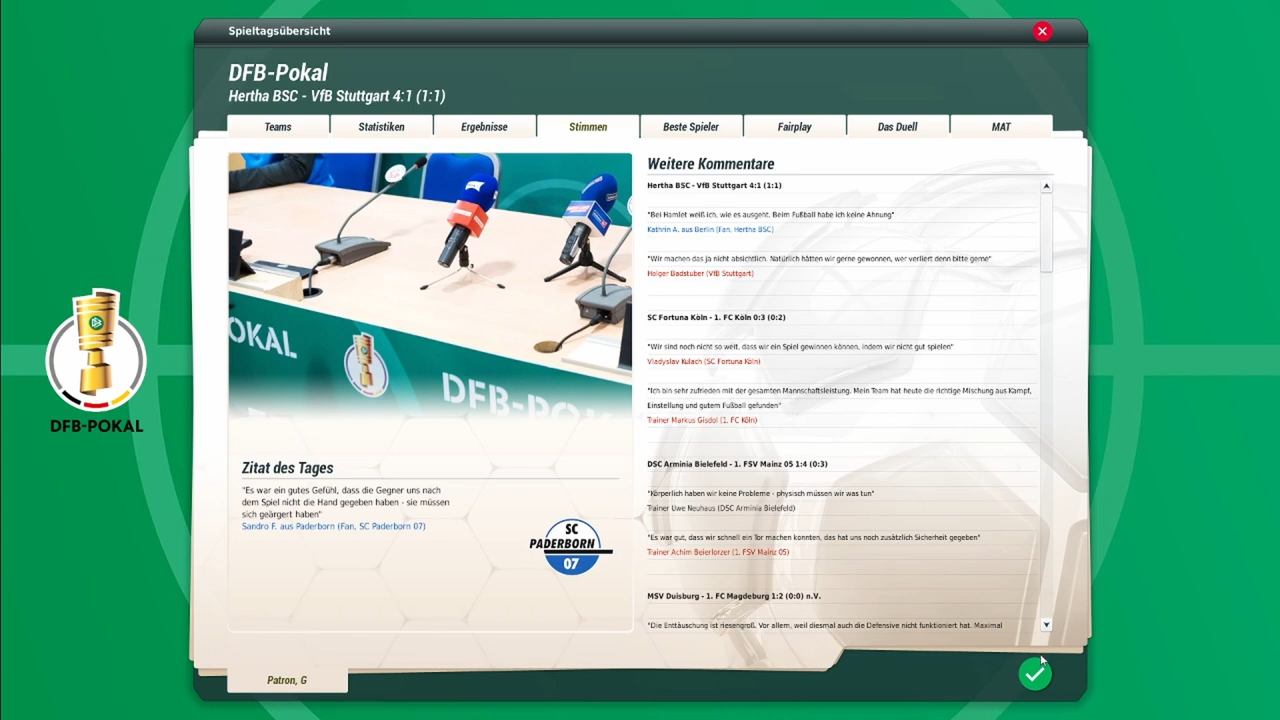 Spieltagsübersicht
DFB-Pokal
Hertha BSC - VfB Stuttgart 4:1 (1:1)
Teams
Statistiken
Ergebnisse
Stimmen
Beste Spieler
Fairplay
Das Duell
MAT
OKAL
DFB-POK
DFB-POKAL
Zitat des Tages
"Es war ein gutes Gefühl, dass die Gegner uns nach
dem Spiel nicht die Hand gegeben haben - sie müssen
sich geärgert haben"
Sandro F. aus Paderborn (Fan, SC Paderborn 07)
SC
PADERBORN
07
Weitere Kommentare
Hertha BSC - VfB Stuttgart 4:1 (1:1)
"Bei Hamlet weiß ich, wie es ausgeht. Beim Fußball habe ich keine Ahnung"
Kathrin A. aus Berlin (Fan, Hertha BSC)
"Wir machen das ja nicht absichtlich. Natürlich hätten wir gerne gewonnen, wer verliert denn bitte gerne"
Holger Badstuber (VfB Stuttgart)
SC Fortuna Köln - 1. FC Köln 0:3 (0:2)
"Wir sind noch nicht so weit, dass wir ein Spiel gewinnen können, indem wir nicht gut spielen"
Vladyslav Kulach (SC Fortuna Köln)
"Ich bin sehr zufrieden mit der gesamten Mannschaftsleistung. Mein Team hat heute die richtige Mischung aus Kampf,
Einstellung und gutem Fußball gefunden"
Trainer Markus Gisdol (1. FC Köln)
DSC Arminia Bielefeld - 1. FSV Mainz 05 1:4 (0:3)
"Körperlich haben wir keine Probleme - physisch müssen wir was tun"
Trainer Uwe Neuhaus (DSC Arminia Bielefeld)
"Es war gut, dass wir schnell ein Tor machen konnten, das hat uns noch zusätzlich Sicherheit gegeben"
Trainer Achim Beierlorzer (1. FSV Mainz 05)
MSV Duisburg - 1. FC Magdeburg 1:2 (0:0) n.V.
"Die Enttäuschung ist riesengroß. Vor allem, weil diesmal auch die Defensive nicht funktioniert hat. Maximal
Patron, G